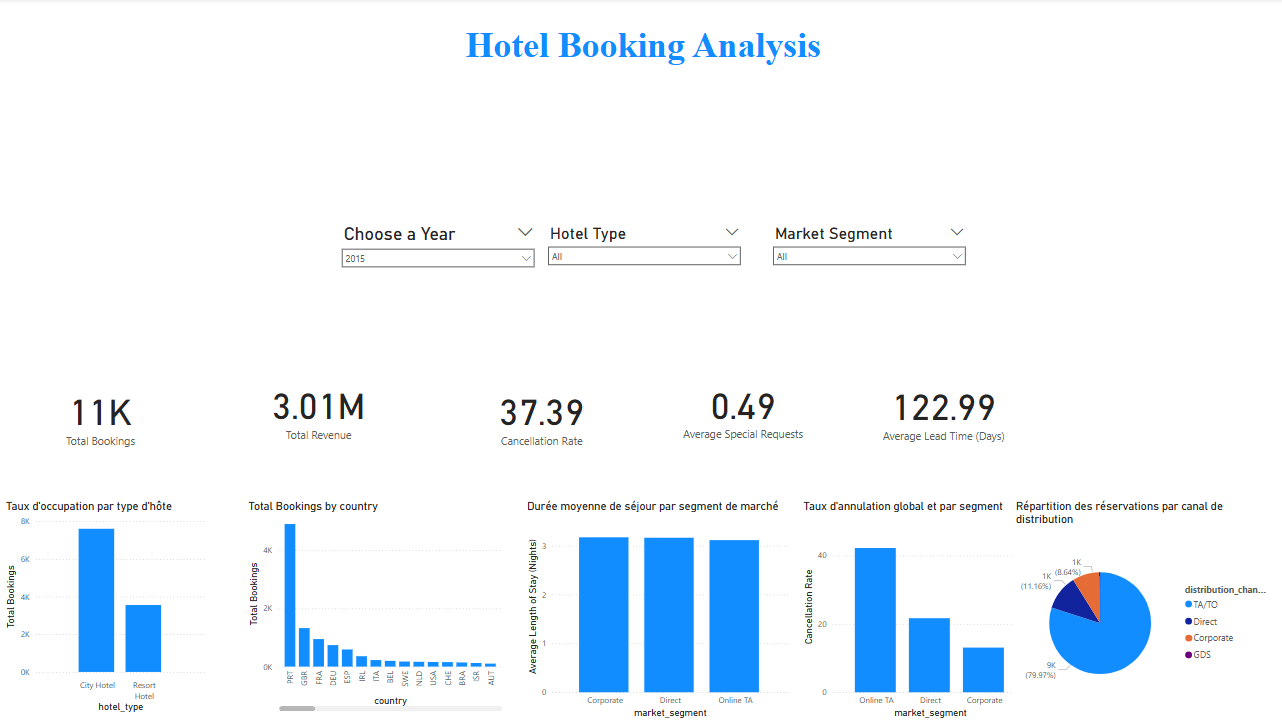 Hotel Booking Analysis
Choose a Year
2015
Hotel Type
All
Market Segment
All
11K
Total Bookings
3.01M
Total Revenue
37.39
Cancellation Rate
0.49
Average Special Requests
122.99
Average Lead Time (Days)
Taux d'occupation par type d'hôte
Total Bookings
8K
6K
4K
2K
0K
City Hotel
Resort
Hotel
hotel_type
Total Bookings by country
Total Bookings
4K
2K
0K
PRT
GBR
FRA
DEU
ESP
IRL
ITA
BEL
SWE
NLD
USA
CHE
BRA
ISR
AUT
country
Durée moyenne de séjour par segment de marché
Average Length of Stay (Nights)
3
2
1
0
Corporate
Direct
Online TA
market_segment
Taux d'annulation global et par segment
Cancellation Rate
40
20
0
Online TA
Direct
Corporate
market_segment
Répartition des réservations par canal de
distribution
1K
(8.64%)
1K
(11.16%)
9K
(79.97%)
distribution_chan...
TA/TO
Direct
Corporate
GDS